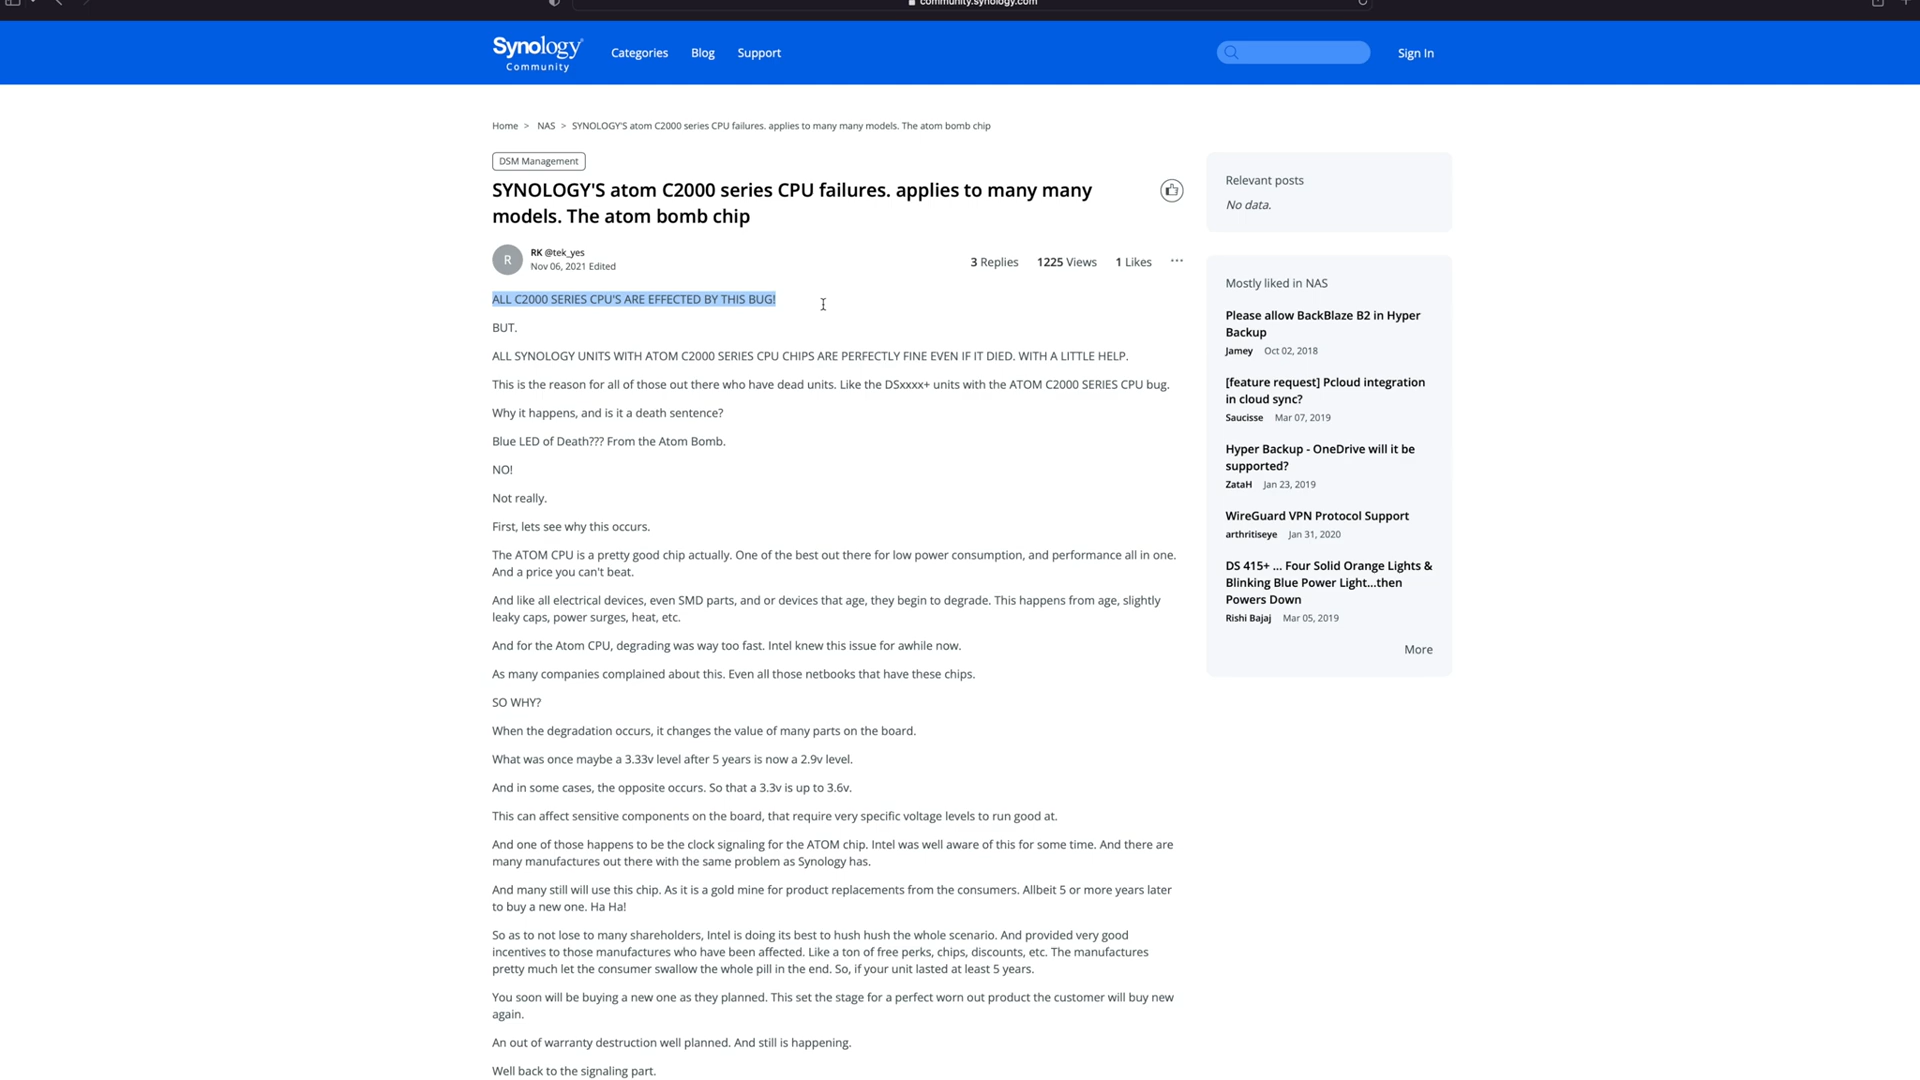 community.synology.com
Synology
Community
Categories
Blog
Support
Sign In
Home > NAS > SYNOLOGY'S atom C2000 series CPU failures. applies to many many models. The atom bomb chip
DSM Management
SYNOLOGY'S atom C2000 series CPU failures. applies to many many
models. The atom bomb chip
R
RK @tek_yes
Nov 06, 2021 Edited
3 Replies
1225 Views
1 Likes
ALL C2000 SERIES CPU'S ARE EFFECTED BY THIS BUG!
BUT.
ALL SYNOLOGY UNITS WITH ATOM C2000 SERIES CPU CHIPS ARE PERFECTLY FINE EVEN IF IT DIED. WITH A LITTLE HELP.
This is the reason for all of those out there who have dead units. Like the DSxxxx+ units with the ATOM C2000 SERIES CPU bug.
Why it happens, and is it a death sentence?
Blue LED of Death??? From the Atom Bomb.
NO!
Not really.
First, lets see why this occurs.
The ATOM CPU is a pretty good chip actually. One of the best out there for low power consumption, and performance all in one.
And a price you can't beat.
And like all electrical devices, even SMD parts, and or devices that age, they begin to degrade. This happens from age, slightly
leaky caps, power surges, heat, etc.
And for the Atom CPU, degrading was way too fast. Intel knew this issue for awhile now.
As many companies complained about this. Even all those netbooks that have these chips.
SO WHY?
When the degradation occurs, it changes the value of many parts on the board.
What was once maybe a 3.33v level after 5 years is now a 2.9v level.
And in some cases, the opposite occurs. So that a 3.3v is up to 3.6v.
This can affect sensitive components on the board, that require very specific voltage levels to run good at.
And one of those happens to be the clock signaling for the ATOM chip. Intel was well aware of this for some time. And there are
many manufactures out there with the same problem as Synology has.
And many still will use this chip. As it is a gold mine for product replacements from the consumers. Allbeit 5 or more years later
to buy a new one. Ha Ha!
So as to not lose to many shareholders, Intel is doing its best to hush hush the whole scenario. And provided very good
incentives to those manufactures who have been affected. Like a ton of free perks, chips, discounts, etc. The manufactures
pretty much let the consumer swallow the whole pill in the end. So, if your unit lasted at least 5 years.
You soon will be buying a new one as they planned. This set the stage for a perfect worn out product the customer will buy new
again.
An out of warranty destruction well planned. And still is happening.
Well back to the signaling part.
Relevant posts
No data.
Mostly liked in NAS
Please allow BackBlaze B2 in Hyper
Backup
Jamey Oct 02, 2018
[feature request] Pcloud integration
in cloud sync?
Saucisse Mar 07, 2019
Hyper Backup - OneDrive will it be
supported?
ZataH Jan 23, 2019
WireGuard VPN Protocol Support
arthritiseye Jan 31, 2020
DS 415+ ... Four Solid Orange Lights &
Blinking Blue Power Light...then
Powers Down
Rishi Bajaj Mar 05, 2019
More